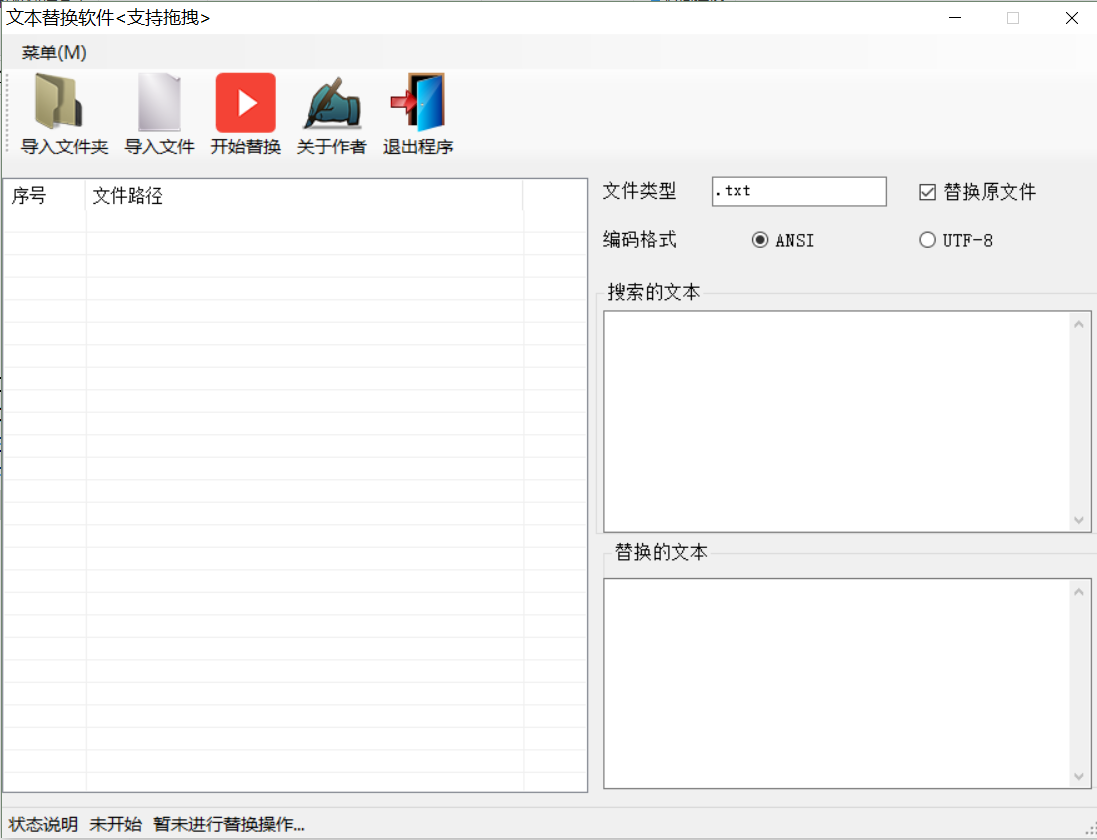 文本替换软件<支持拖拽>
菜单(M)
导入文件夹 导入文件 开始替换 关于作者 退出程序
序号 文件路径
文件类型 .txt 替换原文件
编码格式 ANSI UTF-8
搜索的文本
替换的文本
状态说明 未开始 暂未进行替换操作...